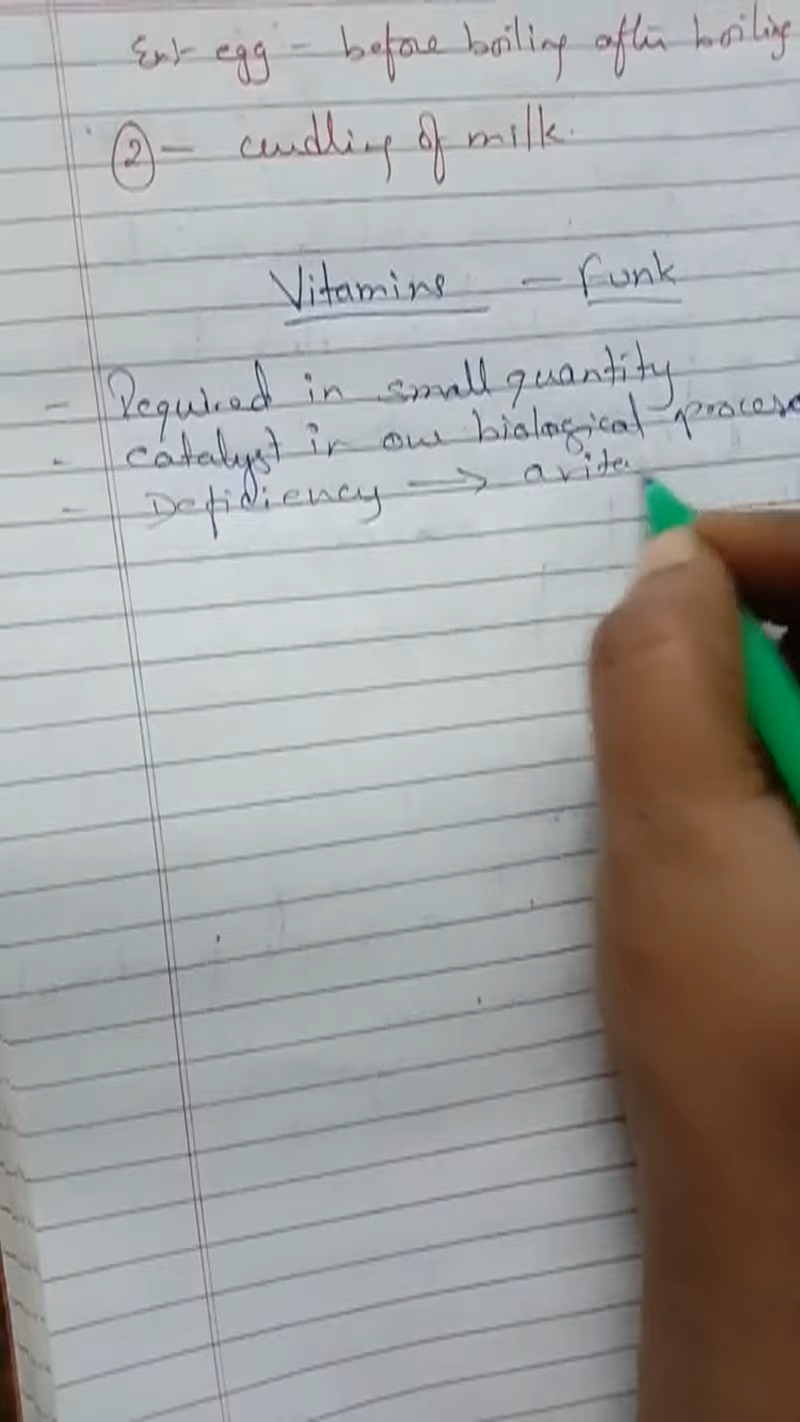 Ex:- egg - before boiling after boiling
② - curdling of milk.
Vitamins - Funk
- Required in small quantity
- Catalyst in our biological process
- Deficiency → avita